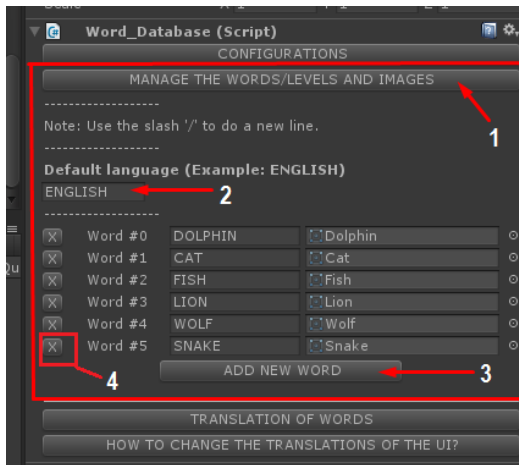 Word_Database (Script)
CONFIGURATIONS
MANAGE THE WORDS/LEVELS AND IMAGES
-------------------
Note: Use the slash '/' to do a new line.
-------------------
1
Default language (Example: ENGLISH)
ENGLISH
2
-------------------
X Word #0 DOLPHIN Dolphin
X Word #1 CAT Cat
X Word #2 FISH Fish
X Word #3 LION Lion
X Word #4 WOLF Wolf
X Word #5 SNAKE Snake
ADD NEW WORD 3
4
TRANSLATION OF WORDS
HOW TO CHANGE THE TRANSLATIONS OF THE UI?